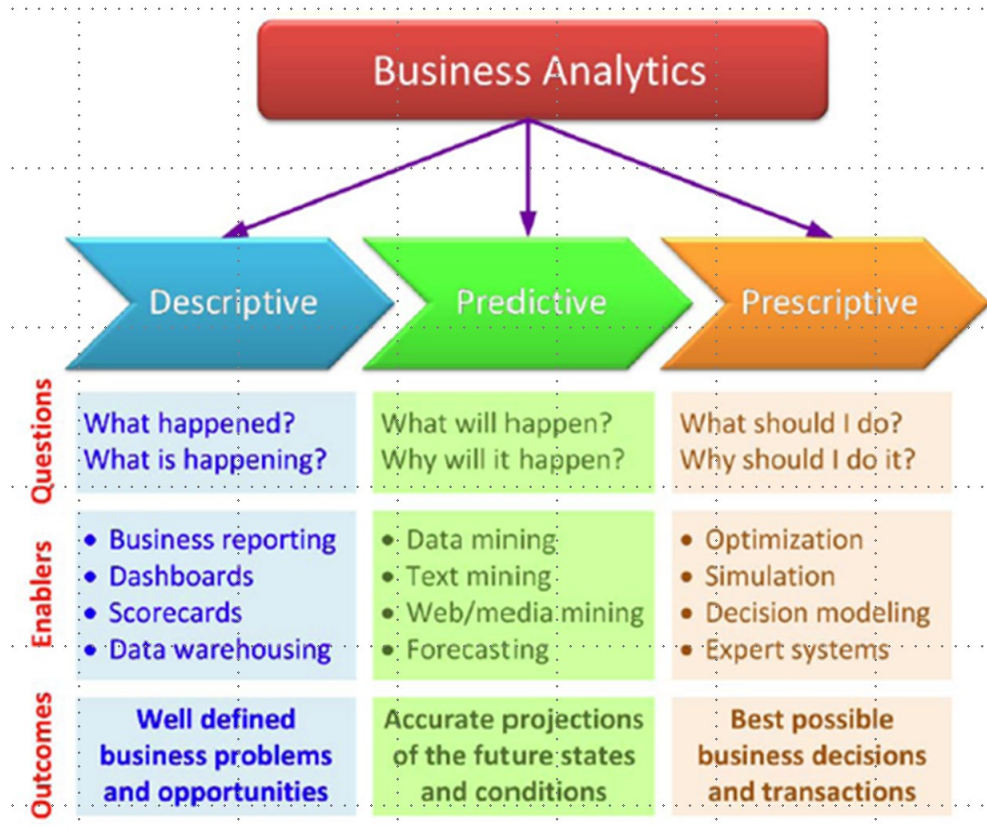 Business Analytics
Descriptive
Predictive
Prescriptive
Questions
What happened?
What is happening?
What will happen?
Why will it happen?
What should I do?
Why should I do it?
Enablers
• Business reporting
• Dashboards
• Scorecards
• Data warehousing
• Data mining
• Text mining
• Web/media mining
• Forecasting
• Optimization
• Simulation
• Decision modeling
• Expert systems
Outcomes
Well defined
business problems
and opportunities
Accurate projections
of the future states
and conditions
Best possible
business decisions
and transactions